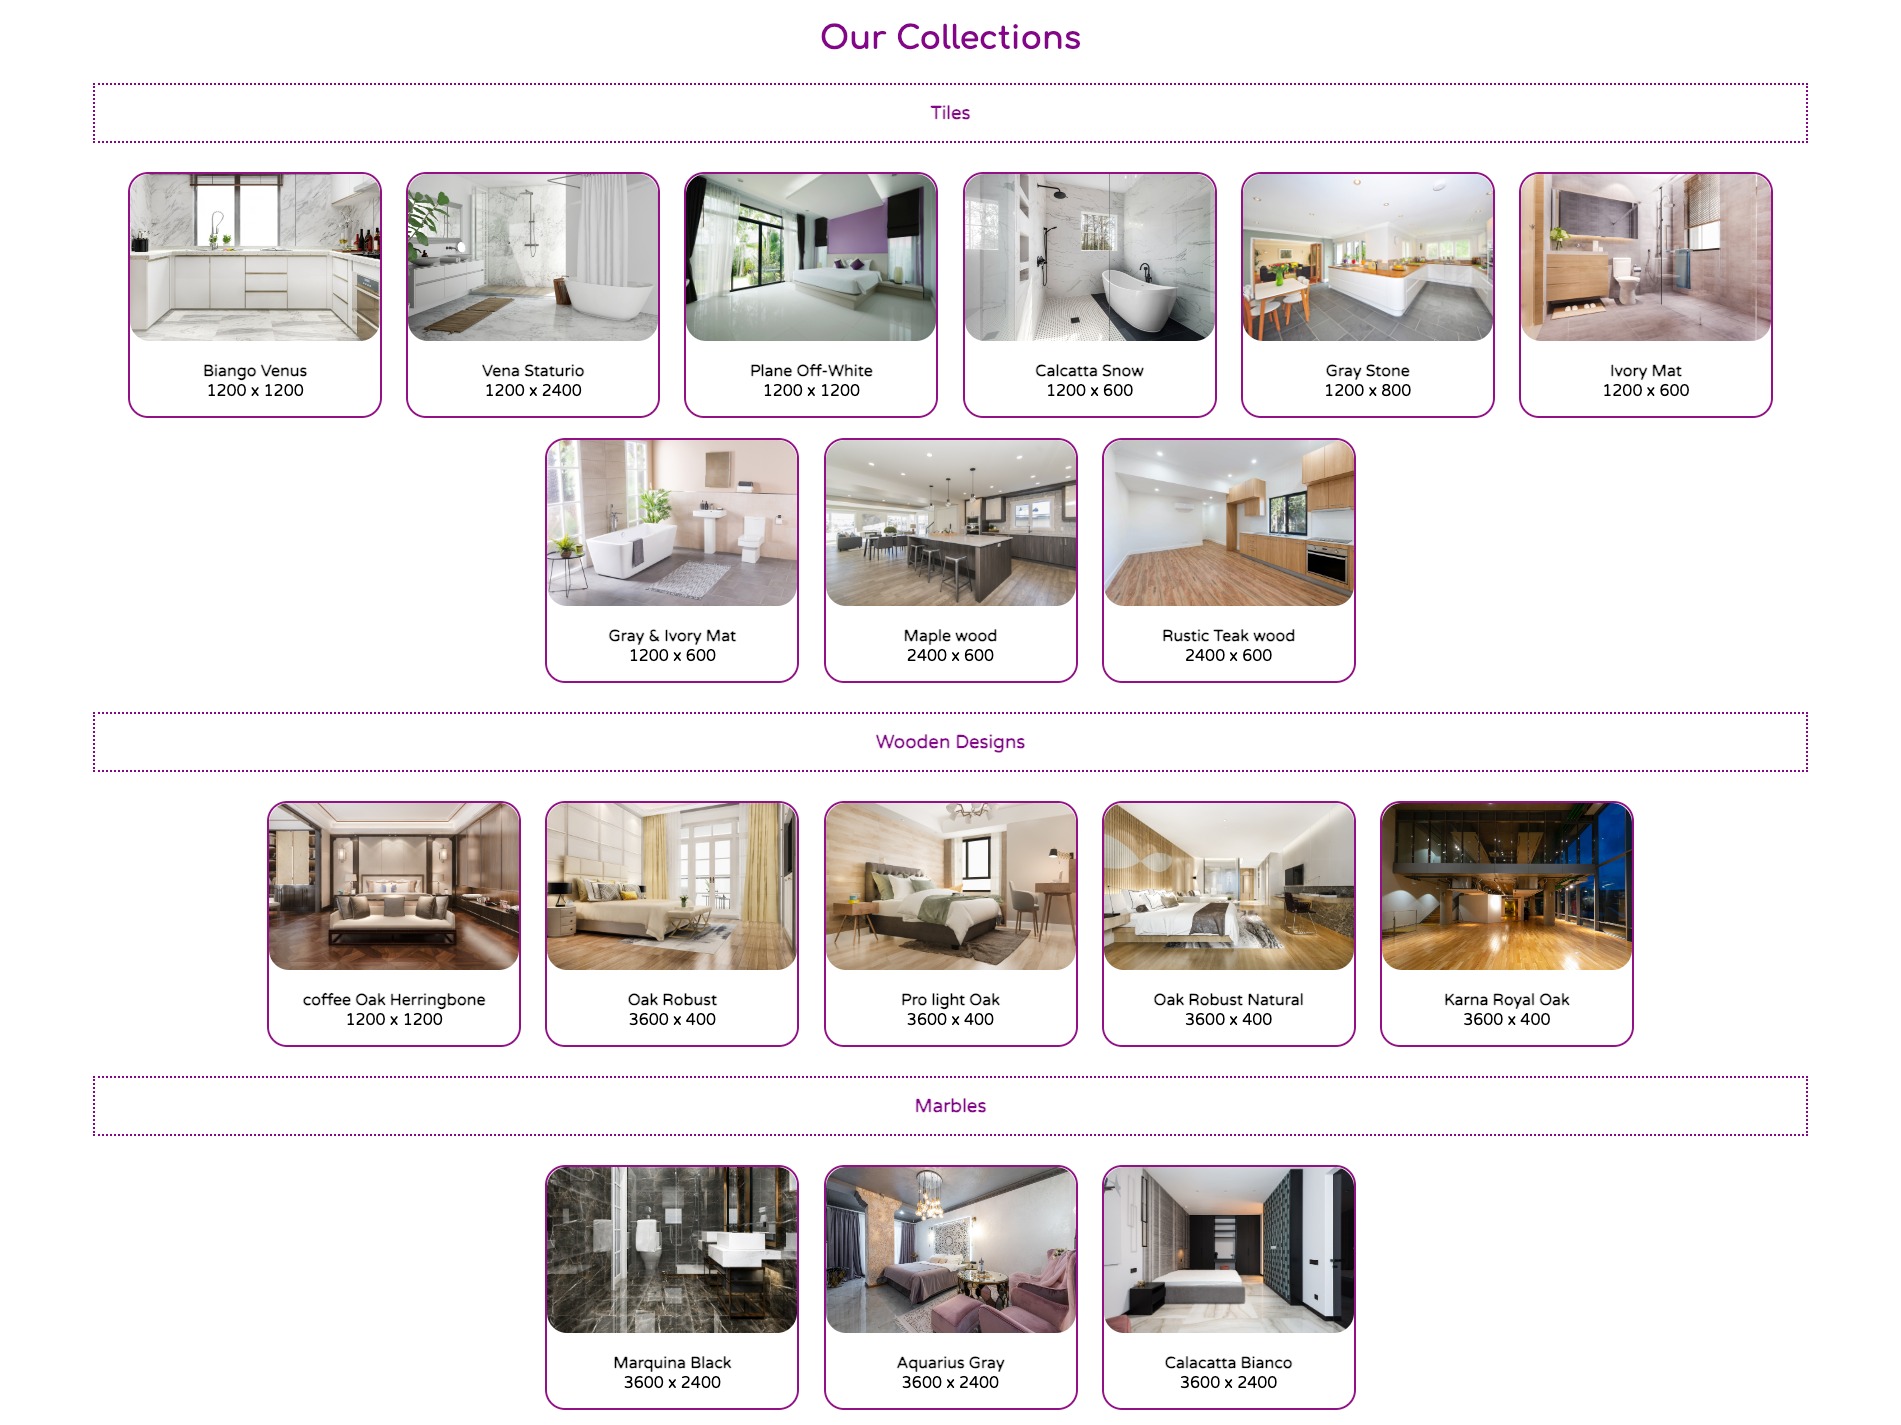 Our Collections
Tiles
Biango Venus
1200 x 1200
Vena Staturio
1200 x 2400
Plane Off-White
1200 x 1200
Calcatta Snow
1200 x 600
Gray Stone
1200 x 800
Ivory Mat
1200 x 600
Gray & Ivory Mat
1200 x 600
Maple wood
2400 x 600
Rustic Teak wood
2400 x 600
Wooden Designs
coffee Oak Herringbone
1200 x 1200
Oak Robust
3600 x 400
Pro light Oak
3600 x 400
Oak Robust Natural
3600 x 400
Karna Royal Oak
3600 x 400
Marbles
Marquina Black
3600 x 2400
Aquarius Gray
3600 x 2400
Calacatta Bianco
3600 x 2400